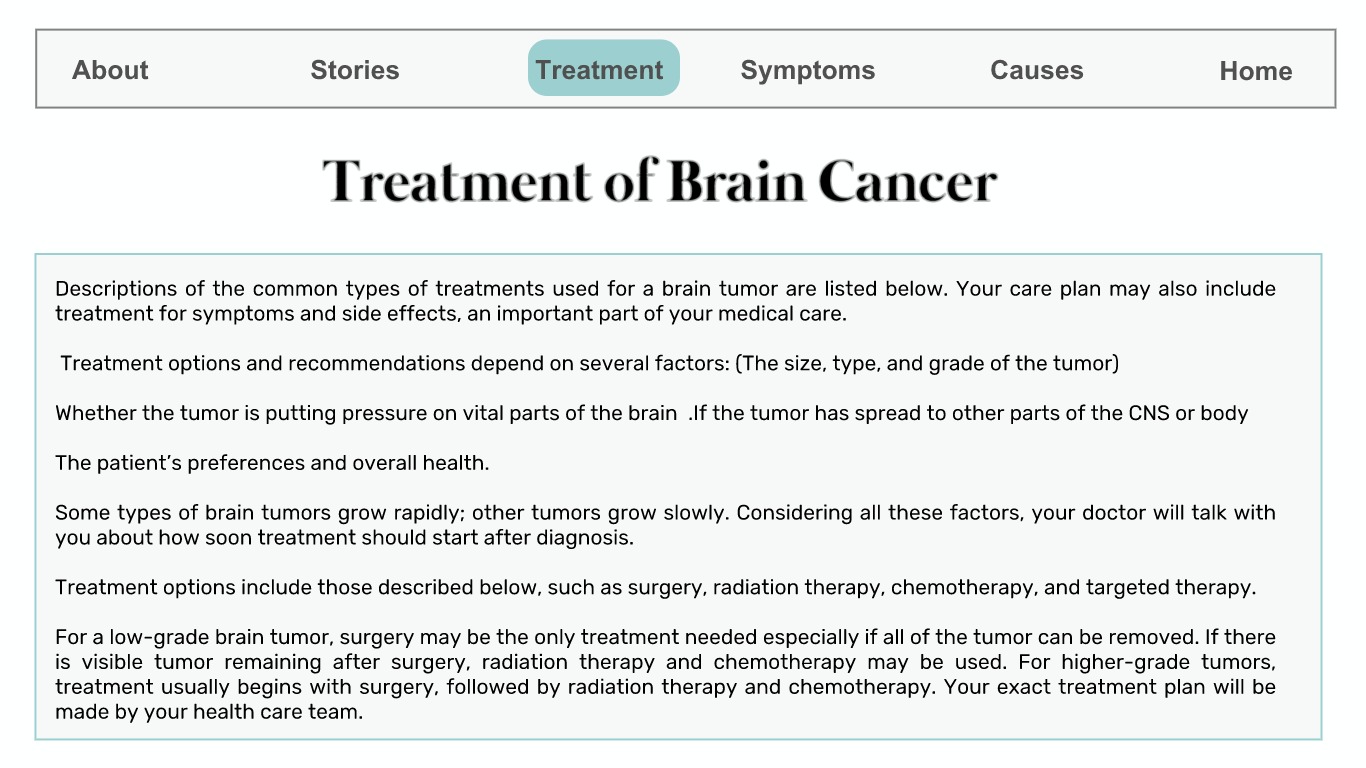 About Stories Treatment Symptoms Causes Home
Treatment of Brain Cancer
Descriptions of the common types of treatments used for a brain tumor are listed below. Your care plan may also include
treatment for symptoms and side effects, an important part of your medical care.
Treatment options and recommendations depend on several factors: (The size, type, and grade of the tumor)
Whether the tumor is putting pressure on vital parts of the brain  .If the tumor has spread to other parts of the CNS or body
The patient’s preferences and overall health.
Some types of brain tumors grow rapidly; other tumors grow slowly. Considering all these factors, your doctor will talk with
you about how soon treatment should start after diagnosis.
Treatment options include those described below, such as surgery, radiation therapy, chemotherapy, and targeted therapy.
For a low-grade brain tumor, surgery may be the only treatment needed especially if all of the tumor can be removed. If there
is visible tumor remaining after surgery, radiation therapy and chemotherapy may be used. For higher-grade tumors,
treatment usually begins with surgery, followed by radiation therapy and chemotherapy. Your exact treatment plan will be
made by your health care team.